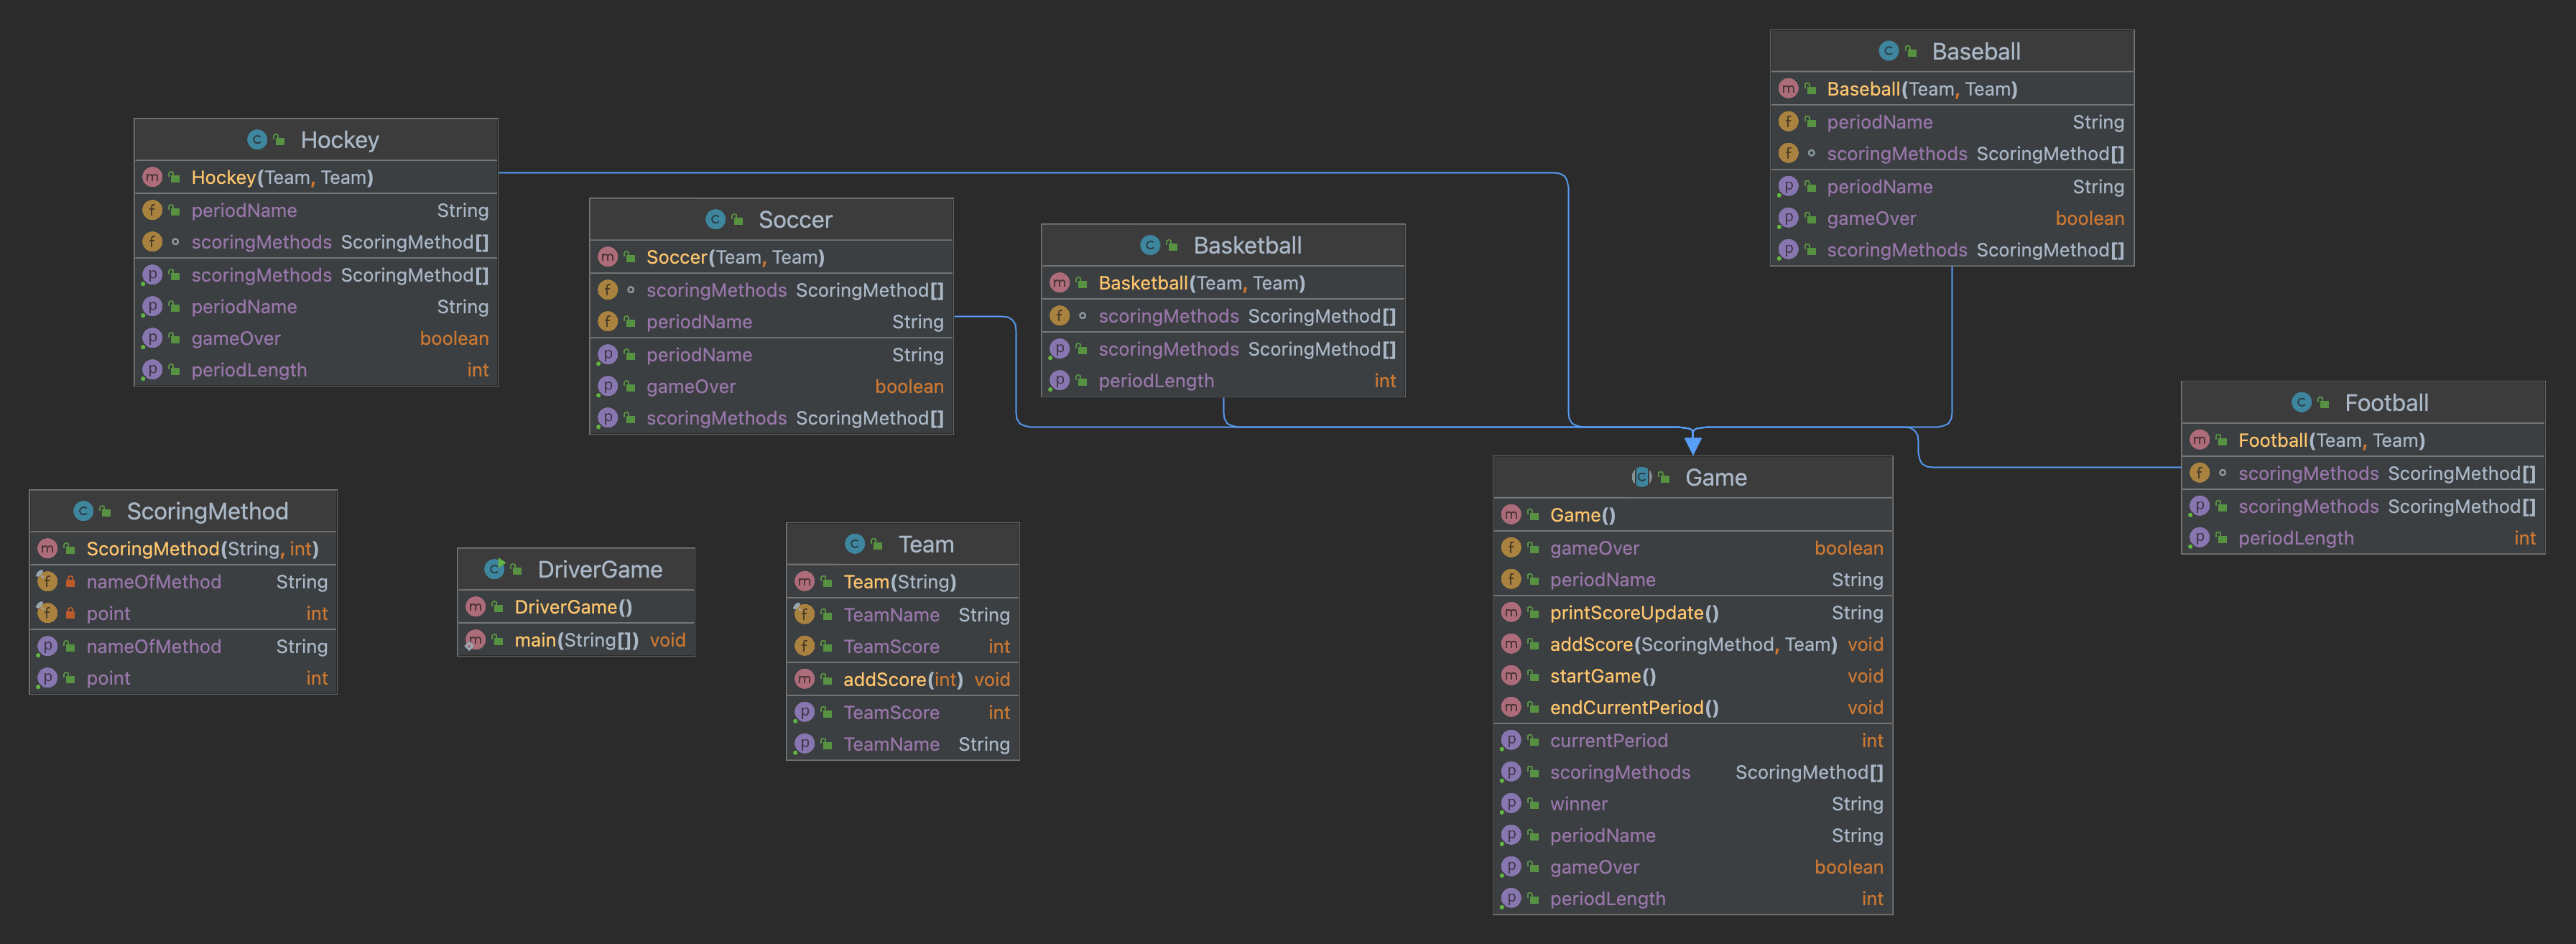 Hockey
Hockey(Team, Team)
periodName String
scoringMethods ScoringMethod[]
scoringMethods ScoringMethod[]
periodName String
gameOver boolean
periodLength int
Soccer
Soccer(Team, Team)
scoringMethods ScoringMethod[]
periodName String
periodName String
gameOver boolean
scoringMethods ScoringMethod[]
Basketball
Basketball(Team, Team)
scoringMethods ScoringMethod[]
scoringMethods ScoringMethod[]
periodLength int
Baseball
Baseball(Team, Team)
periodName String
scoringMethods ScoringMethod[]
periodName String
gameOver boolean
scoringMethods ScoringMethod[]
Football
Football(Team, Team)
scoringMethods ScoringMethod[]
scoringMethods ScoringMethod[]
periodLength int
ScoringMethod
ScoringMethod(String, int)
nameOfMethod String
point int
nameOfMethod String
point int
DriverGame
DriverGame()
main(String[]) void
Team
Team(String)
TeamName String
TeamScore int
addScore(int) void
TeamScore int
TeamName String
Game
Game()
gameOver boolean
periodName String
printScoreUpdate() String
addScore(ScoringMethod, Team) void
startGame() void
endCurrentPeriod() void
currentPeriod int
scoringMethods ScoringMethod[]
winner String
periodName String
gameOver boolean
periodLength int